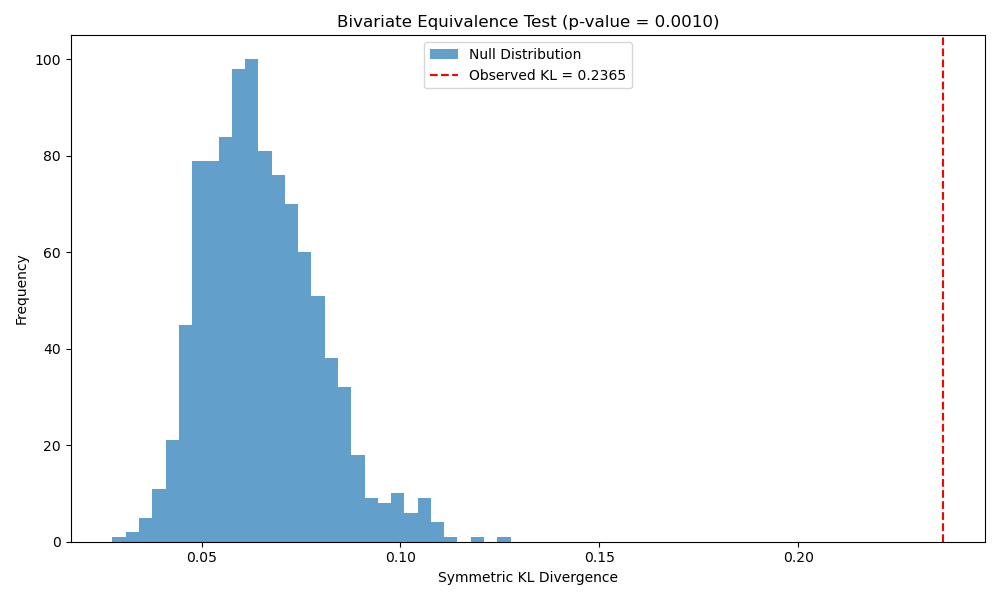 Bivariate Equivalence Test (p-value = 0.0010)
Null Distribution
Observed KL = 0.2365
Frequency
100
80
60
40
20
0
0.05 0.10 0.15 0.20
Symmetric KL Divergence